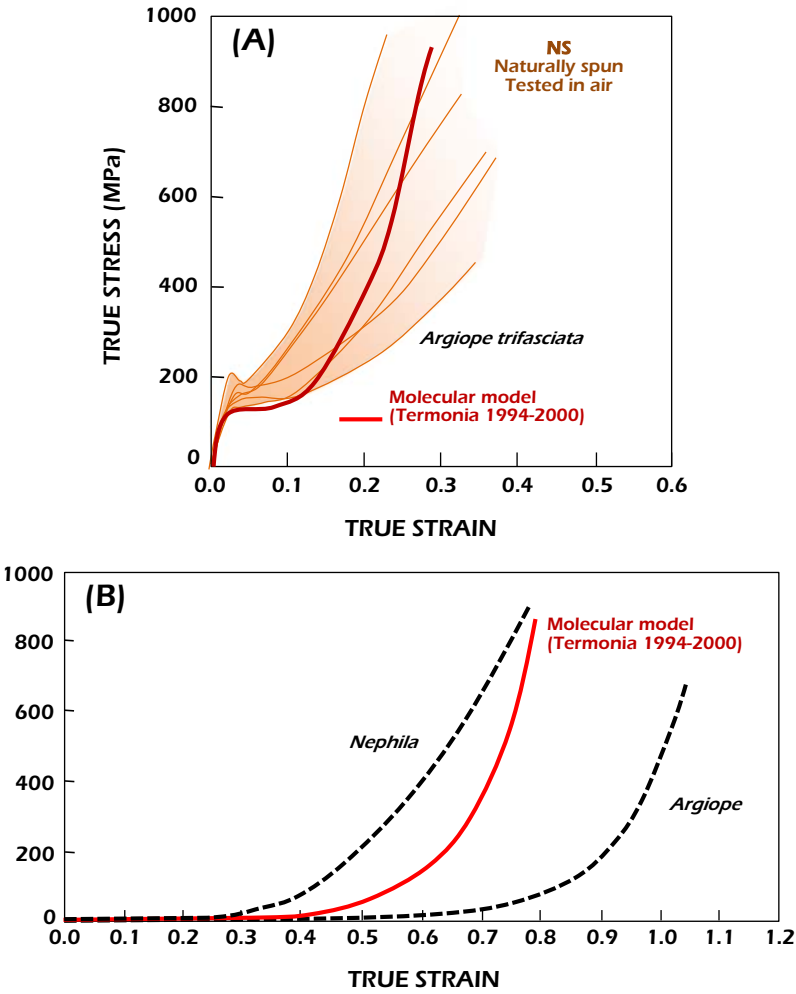 (A)
NS
Naturally spun
Tested in air
1000
800
600
400
200
0
TRUE STRESS (MPa)
Argiope trifasciata
Molecular model
(Termonia 1994-2000)
0.0 0.1 0.2 0.3 0.4 0.5 0.6
TRUE STRAIN
(B)
1000
800
600
400
200
0
Molecular model
(Termonia 1994-2000)
Nephila
Argiope
0.0 0.1 0.2 0.3 0.4 0.5 0.6 0.7 0.8 0.9 1.0 1.1 1.2
TRUE STRAIN